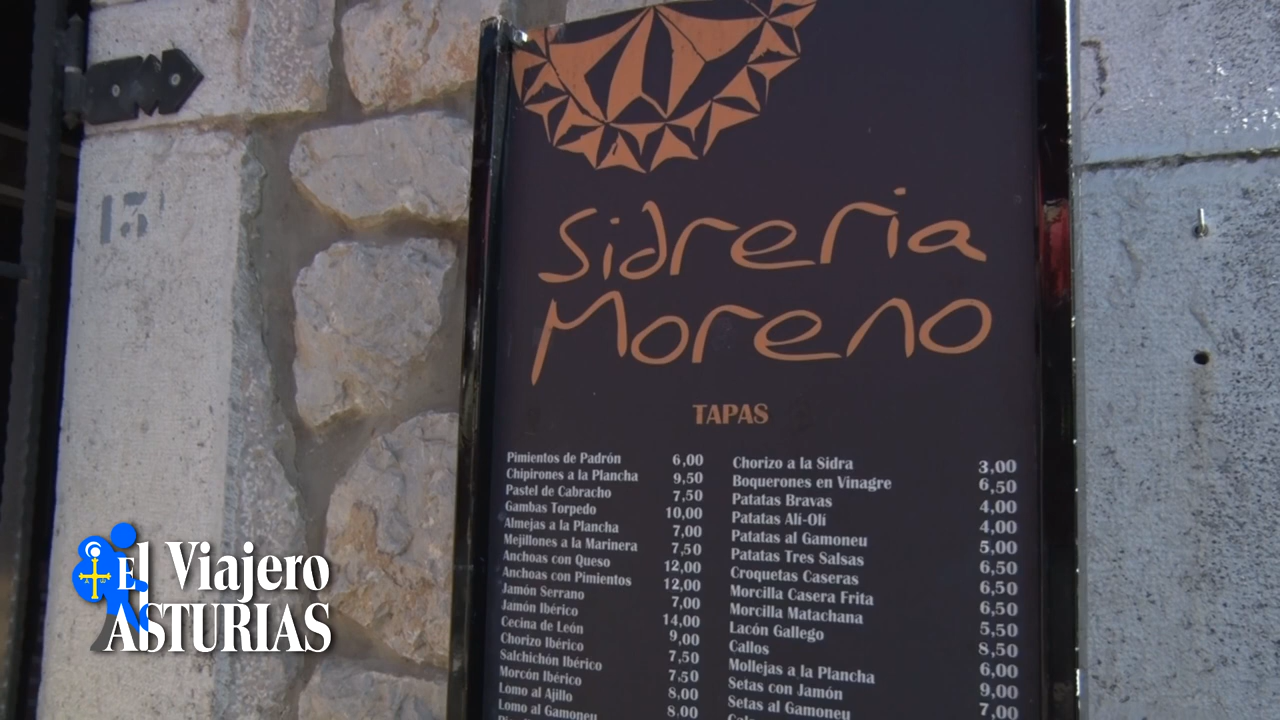 13
Sidreria
Moreno
TAPAS
Pimientos de Padrón 6,00
Chipirones a la Plancha 9,50
Pastel de Cabracho 7,50
Gambas Torpedo 10,00
Almejas a la Plancha 7,00
Mejillones a la Marinera 7,50
Anchoas con Queso 12,00
Anchoas con Pimientos 12,00
Jamón Serrano 7,00
Jamón Ibérico 14,00
Cecina de León 9,00
Chorizo Ibérico 7,50
Salchichón Ibérico 7,50
Morcón Ibérico 8,00
Lomo al Ajillo 8,00
Lomo al Gamoneu
Chorizo a la Sidra 3,00
Boquerones en Vinagre 6,50
Patatas Bravas 4,00
Patatas Alí-Olí 4,00
Patatas al Gamoneu 5,00
Patatas Tres Salsas 6,50
Croquetas Caseras 6,50
Morcilla Casera Frita 6,50
Morcilla Matachana 5,50
Lacón Gallego 8,50
Callos 6,00
Mollejas a la Plancha 9,00
Setas con Jamón 7,00
Setas al Gamoneu
El Viajero
ASTURIAS